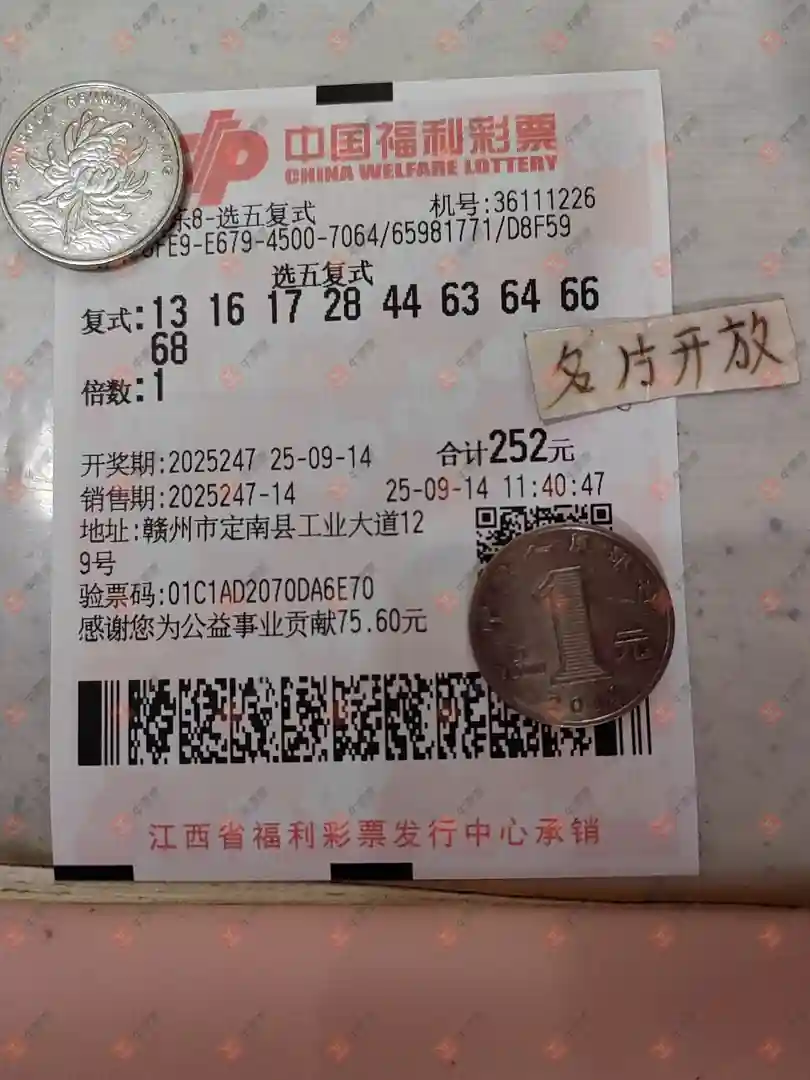 中国福利彩票
CHINA WELFARE LOTTERY
乐8-选五复式 机号:36111226
FE9-E679-4500-7064/65981771/D8F59
选五复式
复式:13 16 17 28 44 63 64 66
68
倍数:1
名片开放
开奖期:2025247 25-09-14 合计252元
销售期:2025247-14 25-09-14 11:40:47
地址:赣州市定南县工业大道12
9号
验票码:01C1AD2070DA6E70
感谢您为公益事业贡献75.60元
1
元
江西省福利彩票发行中心承销